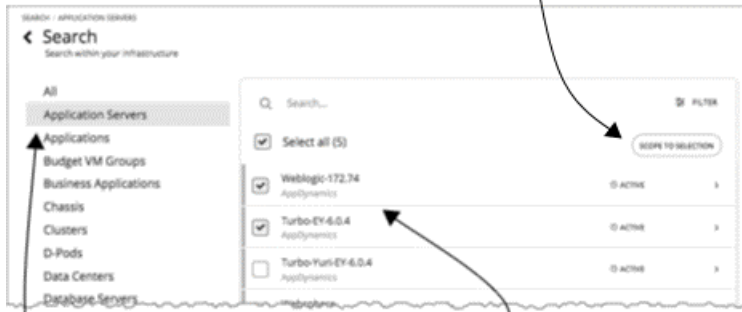 SEARCH / APPLICATION SERVERS
Search
Search within your infrastructure
All
Application Servers
Applications
Budget VM Groups
Business Applications
Chassis
Clusters
D-Pods
Data Centers
Database Servers
Search...
FILTER
Select all (5)
SCOPE TO SELECTION
Weblogic-172.74
AppDynamics
ACTIVE
Turbo-EY-6.0.4
AppDynamics
ACTIVE
Turbo-Yuri-EY-6.0.4
AppDynamics
ACTIVE